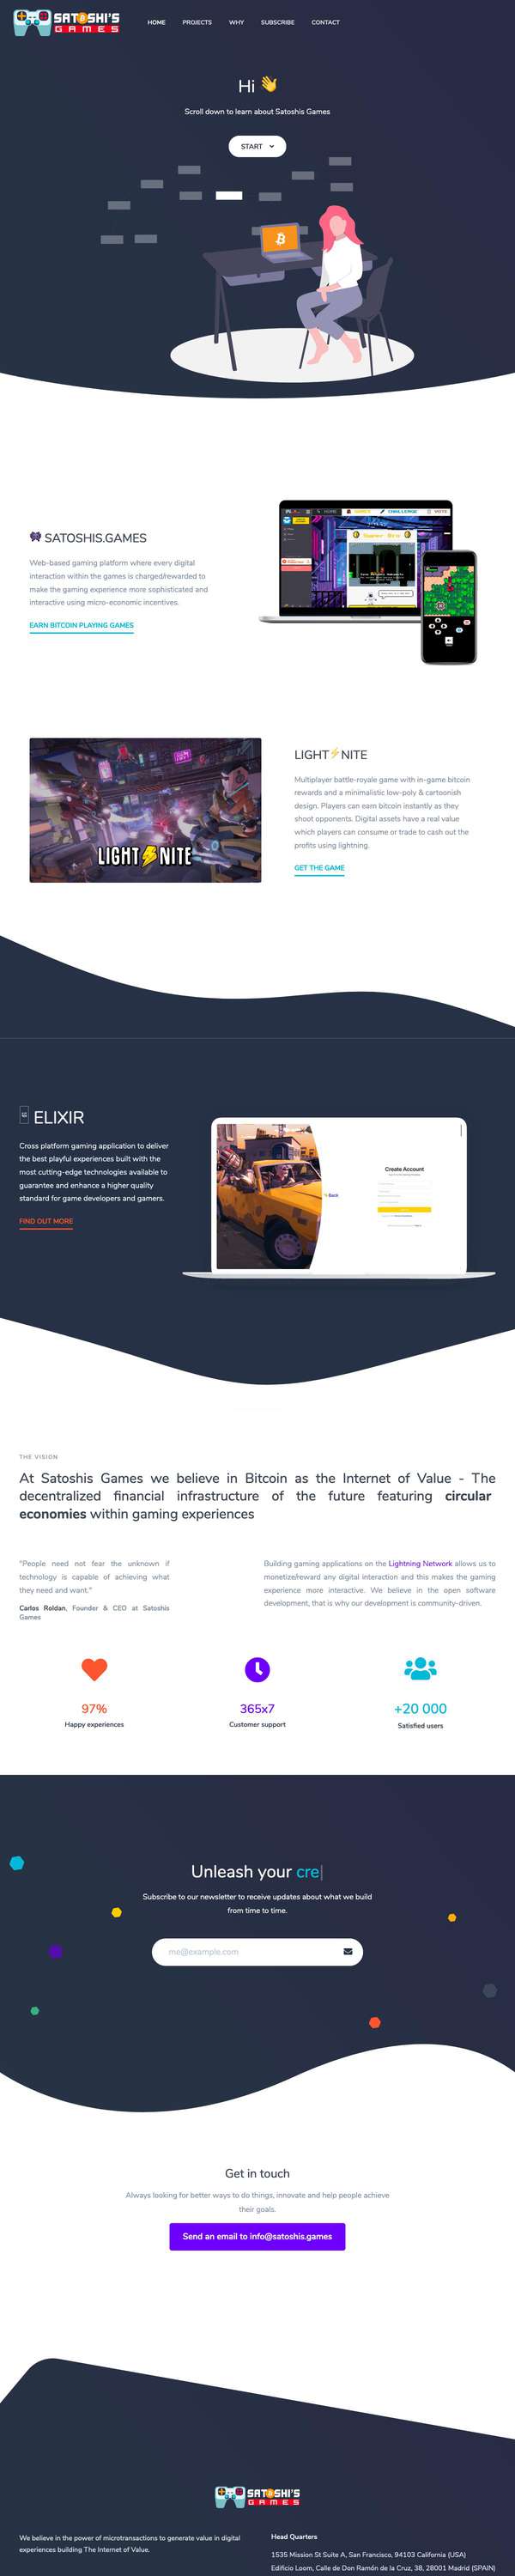 SATOSHI'S
GAMES
HOME PROJECTS WHY SUBSCRIBE CONTACT
Hi 👋
Scroll down to learn about Satoshis Games
START
SATOSHIS.GAMES
Web-based gaming platform where every digital
interaction within the games is charged/rewarded to
make the gaming experience more sophisticated and
interactive using micro-economic incentives.
EARN BITCOIN PLAYING GAMES
HOME GAMES CHALLENGE VOTE
LIGHT⚡NITE
LIGHT⚡NITE
Multiplayer battle-royale game with in-game bitcoin
rewards and a minimalistic low-poly & cartoonish
design. Players can earn bitcoin instantly as they
shoot opponents. Digital assets have a real value
which players can consume or trade to cash out the
profits using lightning.
GET THE GAME
ELIXIR
Cross platform gaming application to deliver
the best playful experiences built with the
most cutting-edge technologies available to
guarantee and enhance a higher quality
standard for game developers and gamers.
FIND OUT MORE
Back
Create Account
THE VISION
At Satoshis Games we believe in Bitcoin as the Internet of Value - The
decentralized financial infrastructure of the future featuring circular
economies within gaming experiences
"People need not fear the unknown if
technology is capable of achieving what
they need and want."
Carlos Roldan, Founder & CEO at Satoshis
Games
Building gaming applications on the Lightning Network allows us to
monetize/reward any digital interaction and this makes the gaming
experience more interactive. We believe in the open software
development, that is why our development is community-driven.
97%
Happy experiences
365x7
Customer support
+20 000
Satisfied users
Unleash your cre|
Subscribe to our newsletter to receive updates about what we build
from time to time.
me@example.com
Get in touch
Always looking for better ways to do things, innovate and help people achieve
their goals.
Send an email to info@satoshis.games
SATOSHI'S
GAMES
We believe in the power of microtransactions to generate value in digital
experiences building The Internet of Value.
Head Quarters
1535 Mission St Suite A, San Francisco, 94103 California (USA)
Edificio Loom, Calle de Don Ramón de la Cruz, 38, 28001 Madrid (SPAIN)